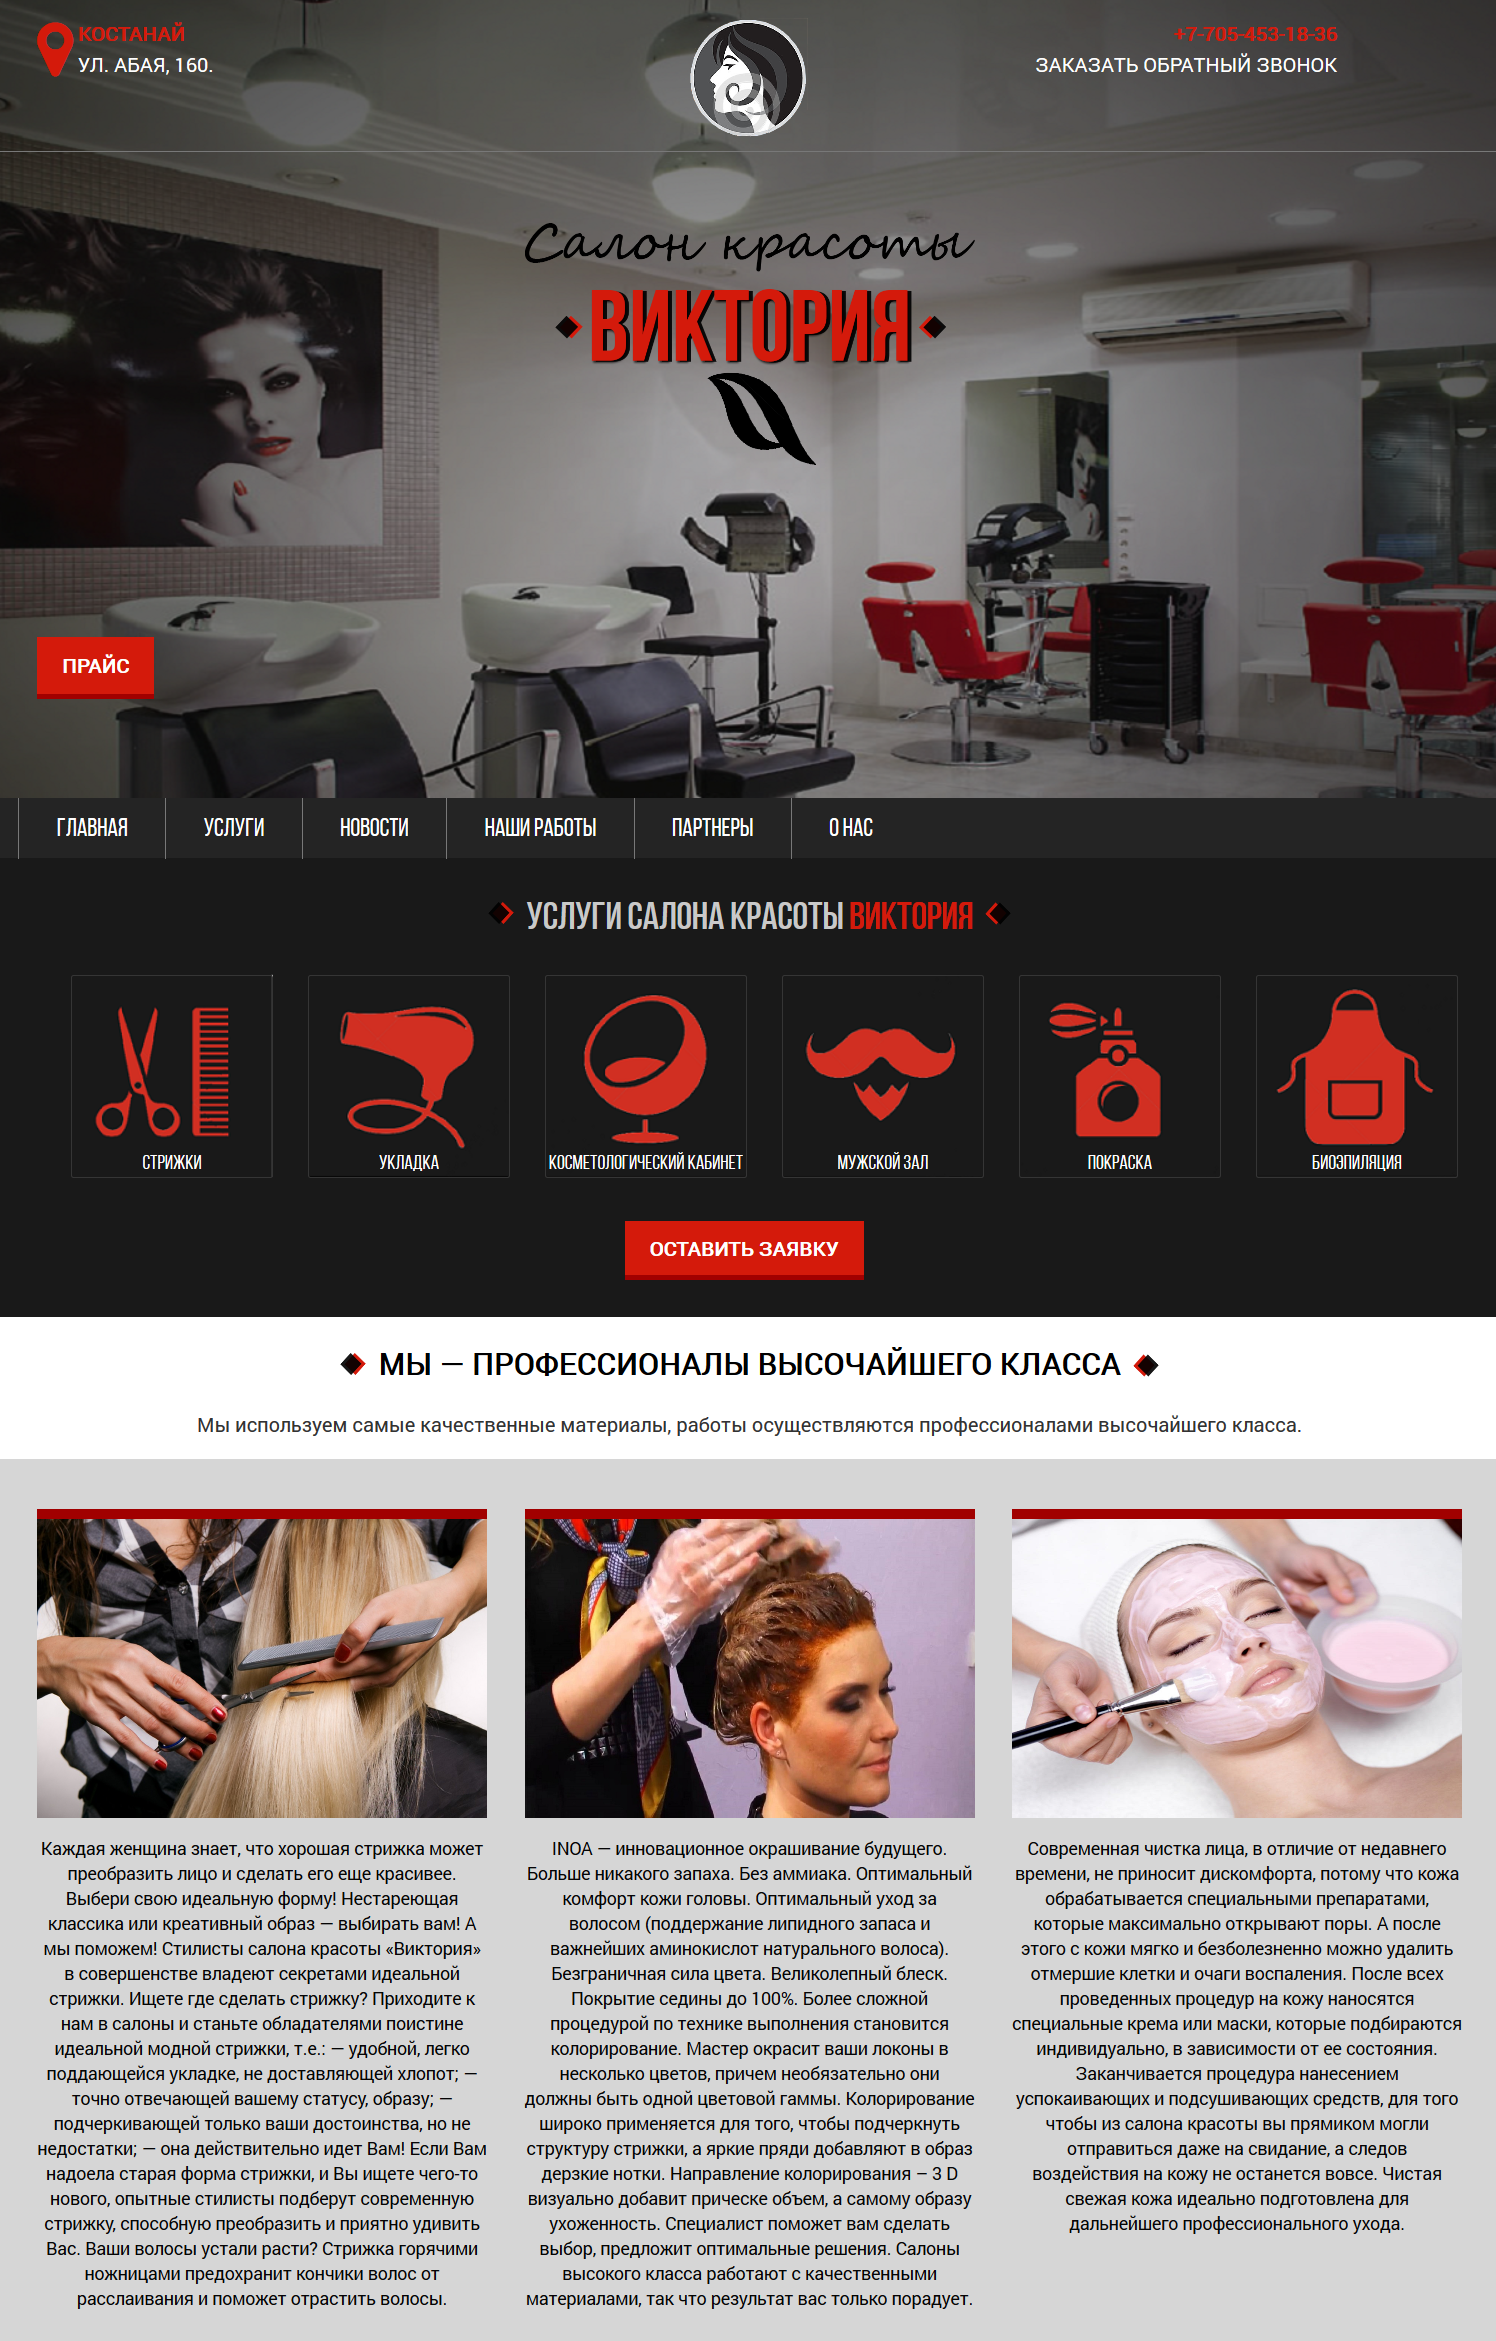 КОСТАНАЙ
УЛ. АБАЯ, 160.
+7-705-453-18-36
ЗАКАЗАТЬ ОБРАТНЫЙ ЗВОНОК
Салон красоты
ВИКТОРИЯ
ПРАЙС
ГЛАВНАЯ
УСЛУГИ
НОВОСТИ
НАШИ РАБОТЫ
ПАРТНЕРЫ
О НАС
УСЛУГИ САЛОНА КРАСОТЫ ВИКТОРИЯ
СТРИЖКИ
УКЛАДКА
КОСМЕТОЛОГИЧЕСКИЙ КАБИНЕТ
МУЖСКОЙ ЗАЛ
ПОКРАСКА
БИОЭПИЛЯЦИЯ
ОСТАВИТЬ ЗАЯВКУ
МЫ — ПРОФЕССИОНАЛЫ ВЫСОЧАЙШЕГО КЛАССА
Мы используем самые качественные материалы, работы осуществляются профессионалами высочайшего класса.
Каждая женщина знает, что хорошая стрижка может
преобразить лицо и сделать его еще красивее.
Выбери свою идеальную форму! Нестареющая
классика или креативный образ — выбирать вам! А
мы поможем! Стилисты салона красоты «Виктория»
в совершенстве владеют секретами идеальной
стрижки. Ищете где сделать стрижку? Приходите к
нам в салоны и станьте обладателями поистине
идеальной модной стрижки, т.е.: — удобной, легко
поддающейся укладке, не доставляющей хлопот; —
точно отвечающей вашему статусу, образу; —
подчеркивающей только ваши достоинства, но не
недостатки; — она действительно идет Вам! Если Вам
надоела старая форма стрижки, и Вы ищете чего-то
нового, опытные стилисты подберут современную
стрижку, способную преобразить и приятно удивить
Вас. Ваши волосы устали расти? Стрижка горячими
ножницами предохранит кончики волос от
расслаивания и поможет отрастить волосы.
INOA — инновационное окрашивание будущего.
Больше никакого запаха. Без аммиака. Оптимальный
комфорт кожи головы. Оптимальный уход за
волосом (поддержание липидного запаса и
важнейших аминокислот натурального волоса).
Безграничная сила цвета. Великолепный блеск.
Покрытие седины до 100%. Более сложной
процедурой по технике выполнения становится
колорирование. Мастер окрасит ваши локоны в
несколько цветов, причем необязательно они
должны быть одной цветовой гаммы. Колорирование
широко применяется для того, чтобы подчеркнуть
структуру стрижки, а яркие пряди добавляют в образ
дерзкие нотки. Направление колорирования – 3 D
визуально добавит прическе объем, а самому образу
ухоженность. Специалист поможет вам сделать
выбор, предложит оптимальные решения. Салоны
высокого класса работают с качественными
материалами, так что результат вас только порадует.
Современная чистка лица, в отличие от недавнего
времени, не приносит дискомфорта, потому что кожа
обрабатывается специальными препаратами,
которые максимально открывают поры. А после
этого с кожи мягко и безболезненно можно удалить
отмершие клетки и очаги воспаления. После всех
проведенных процедур на кожу наносятся
специальные крема или маски, которые подбираются
индивидуально, в зависимости от ее состояния.
Заканчивается процедура нанесением
успокаивающих и подсушивающих средств, для того
чтобы из салона красоты вы прямиком могли
отправиться даже на свидание, а следов
воздействия на кожу не останется вовсе. Чистая
свежая кожа идеально подготовлена для
дальнейшего профессионального ухода.